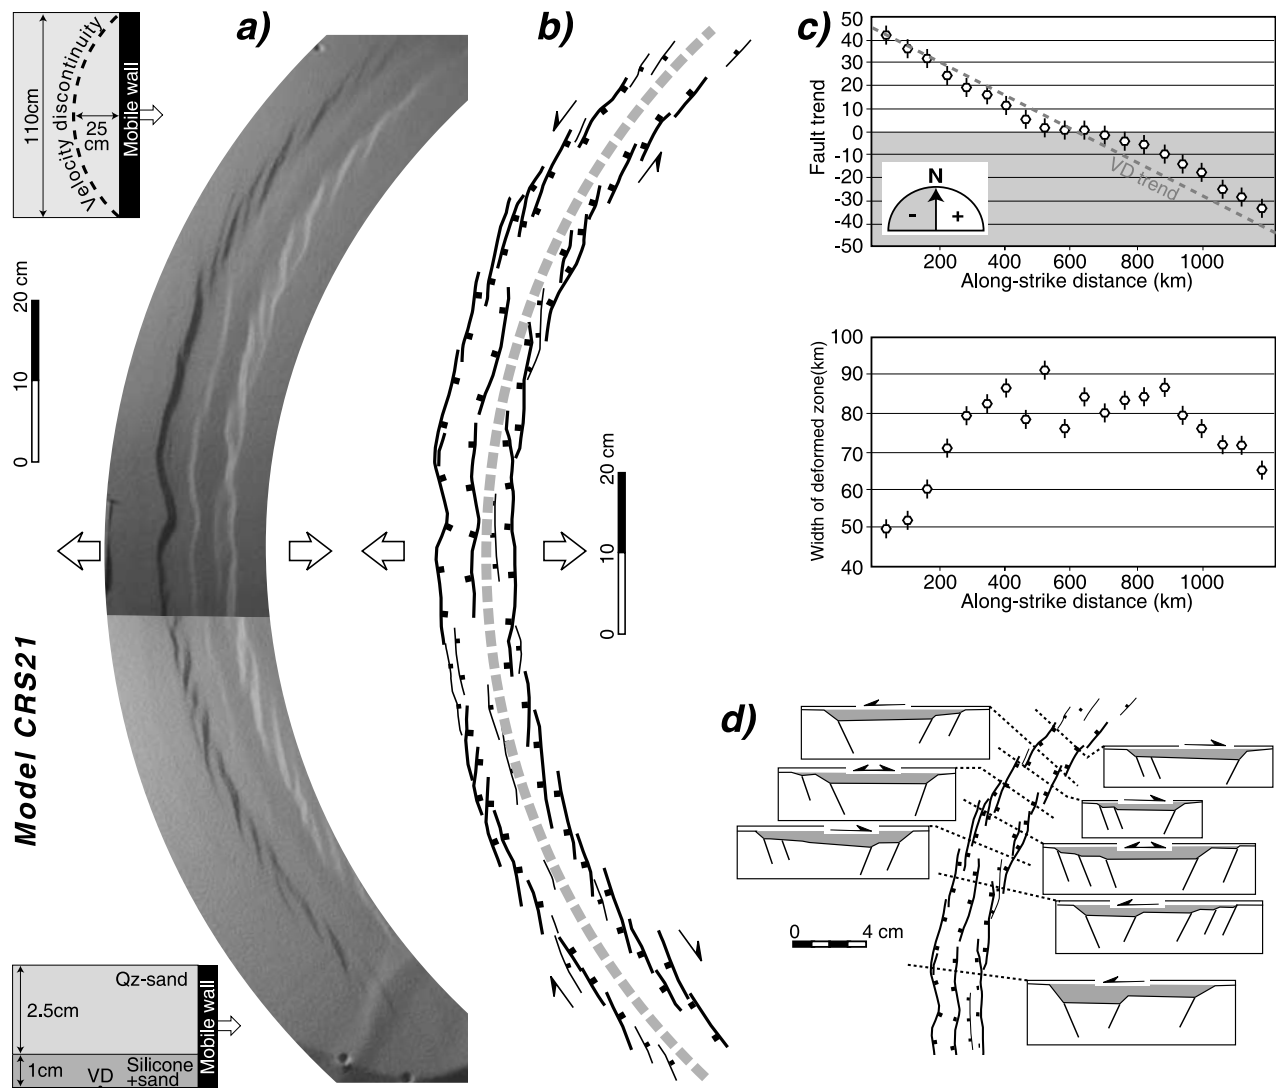 a)
110cm
Velocity discontinuity
25
cm
Mobile wall
20 cm
10
0
Model CRS21
Qz-sand
2.5cm
1cm
VD
Silicone
+sand
Mobile wall
b)
20 cm
10
0
c)
Fault trend
50
40
30
20
10
0
-10
-20
-30
-40
-50
N
-
+
VD trend
200
400
600
800
1000
Along-strike distance (km)
Width of deformed zone(km)
100
90
80
70
60
50
40
200
400
600
800
1000
Along-strike distance (km)
d)
0
4 cm